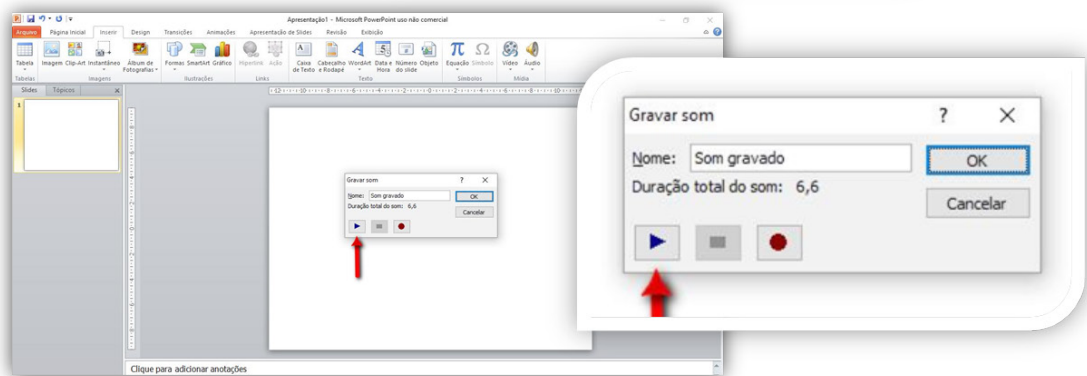 Apresentação1 - Microsoft PowerPoint uso não comercial
Arquivo Página Inicial Inserir Design Transições Animações Apresentação de Slides Revisão Exibição
Tabela Imagem Clip-Art Instantâneo Álbum de Fotografias Formas SmartArt Gráfico Hiperlink Ação Caixa de Texto Cabeçalho e Rodapé WordArt Data e Hora Número do slide Objeto Equação Símbolo Vídeo Áudio
Tabelas Imagens Ilustrações Links Texto Símbolos Mídia
Slides Tópicos
1
Gravar som ?
Nome: Som gravado OK
Duração total do som: 6,6
Cancelar
Clique para adicionar anotações
Gravar som ?
Nome: Som gravado OK
Duração total do som: 6,6
Cancelar